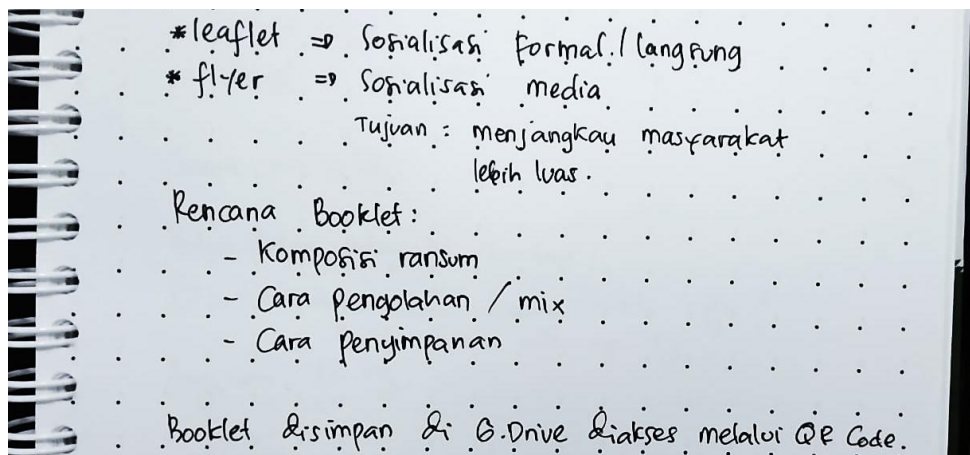 *leaflet => Sosialisasi Formal / langsung
* flyer => Sosialisasi media
Tujuan : menjangkau masyarakat
lebih luas.
Rencana Booklet :
- Komposisi ransum
- Cara pengolahan / mix
- Cara Penyimpanan
Booklet disimpan di G.Drive diakses melalui QR Code.